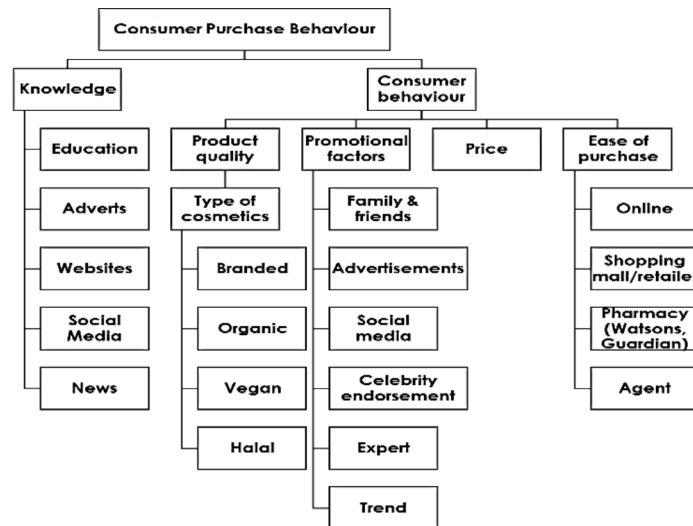 Consumer Purchase Behaviour
Knowledge
Consumer
behaviour
Education
Adverts
Websites
Social
Media
News
Product
quality
Type of
cosmetics
Branded
Organic
Vegan
Halal
Promotional
factors
Family &
friends
Advertisements
Social
media
Celebrity
endorsement
Expert
Trend
Price
Ease of
purchase
Online
Shopping
mall/retailer
Pharmacy
(Watsons,
Guardian)
Agent